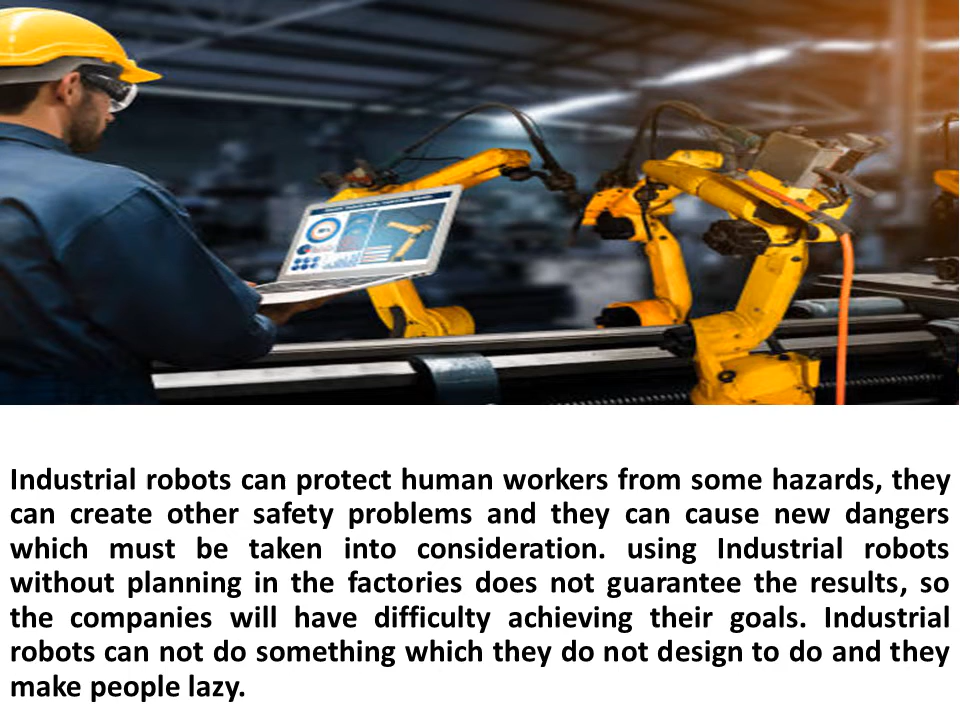 Industrial robots can protect human workers from some hazards, they
can create other safety problems and they can cause new dangers
which must be taken into consideration. using Industrial robots
without planning in the factories does not guarantee the results, so
the companies will have difficulty achieving their goals. Industrial
robots can not do something which they do not design to do and they
make people lazy.